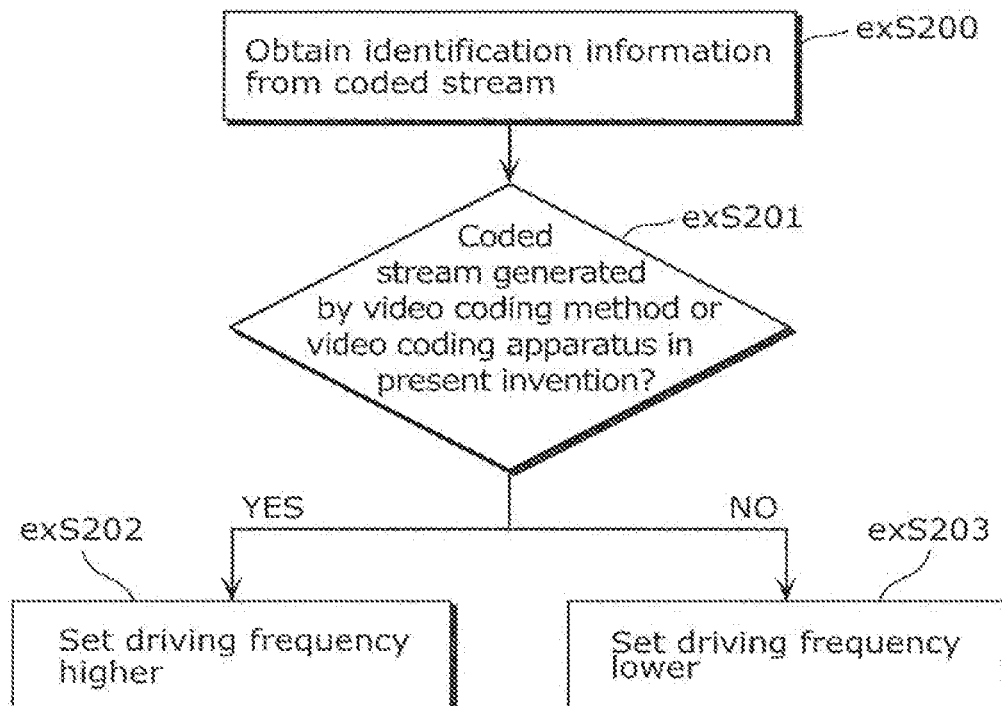 exS200
Obtain identification information
from coded stream
exS201
Coded
stream generated
by video coding method or
video coding apparatus in
present invention?
YES
NO
exS202
exS203
Set driving frequency
higher
Set driving frequency
lower